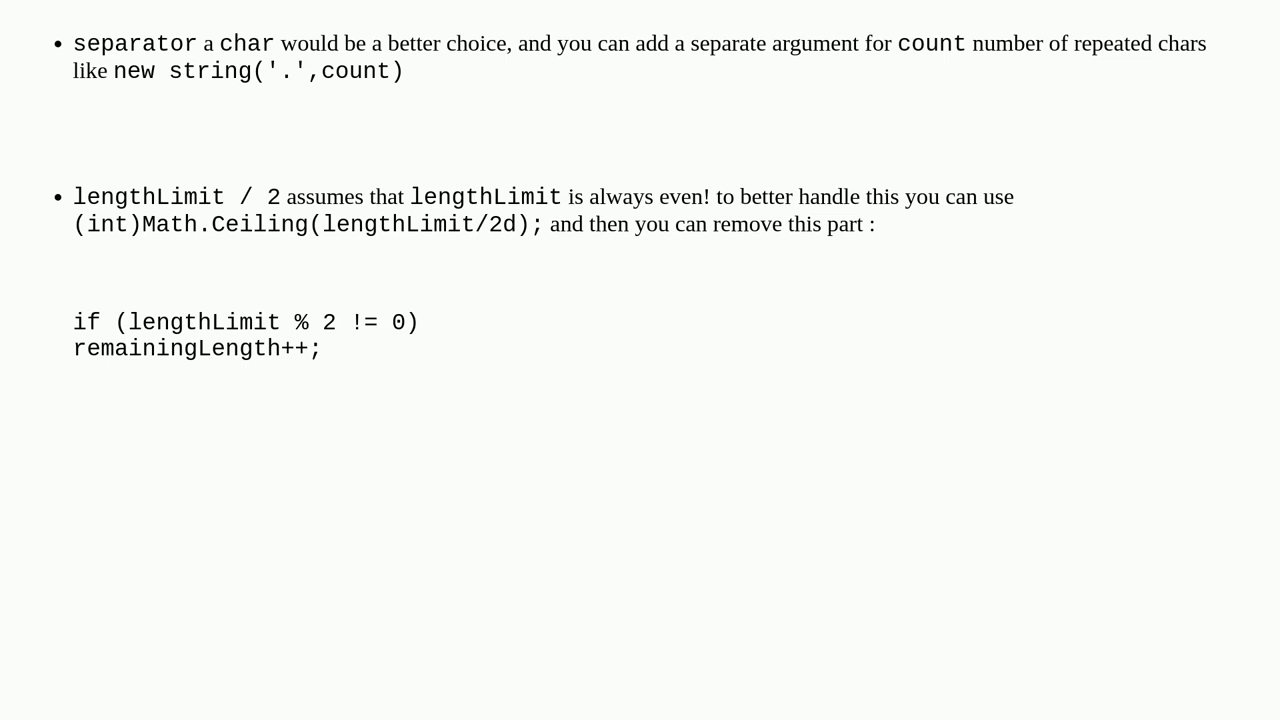 • separator a char would be a better choice, and you can add a separate argument for count number of repeated chars
like new string('.',count)
• lengthLimit / 2 assumes that lengthLimit is always even! to better handle this you can use
(int)Math.Ceiling(lengthLimit/2d); and then you can remove this part :
if (lengthLimit % 2 != 0)
remainingLength++;